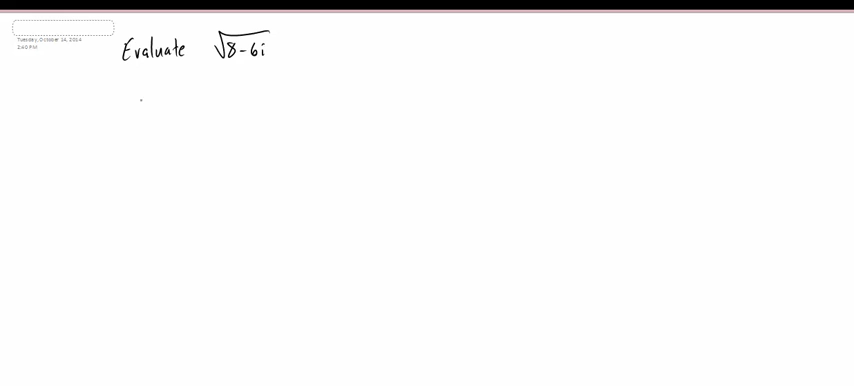 Tuesday, October 14, 2014
2:40 PM
Evaluate √(8-6i)